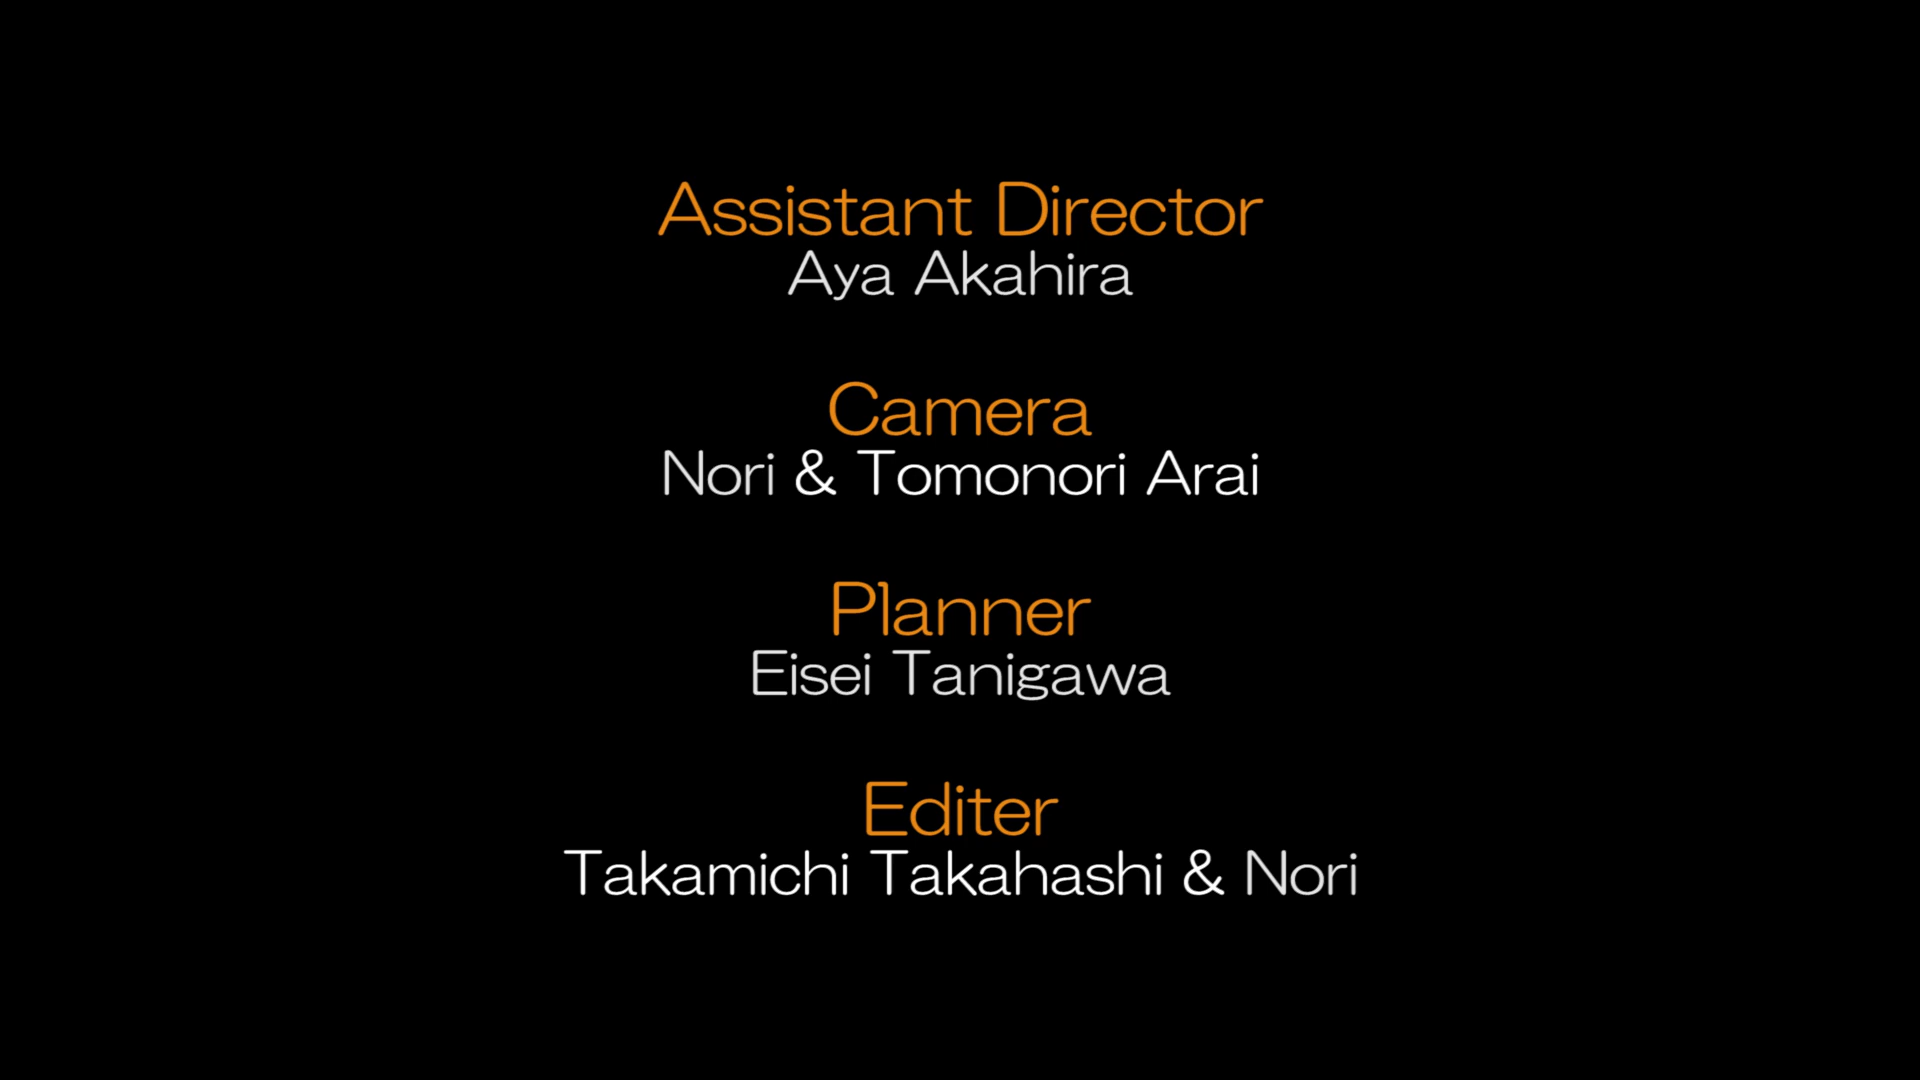 Assistant Director
Aya Akahira
Camera
Nori & Tomonori Arai
Planner
Eisei Tanigawa
Editer
Takamichi Takahashi & Nori